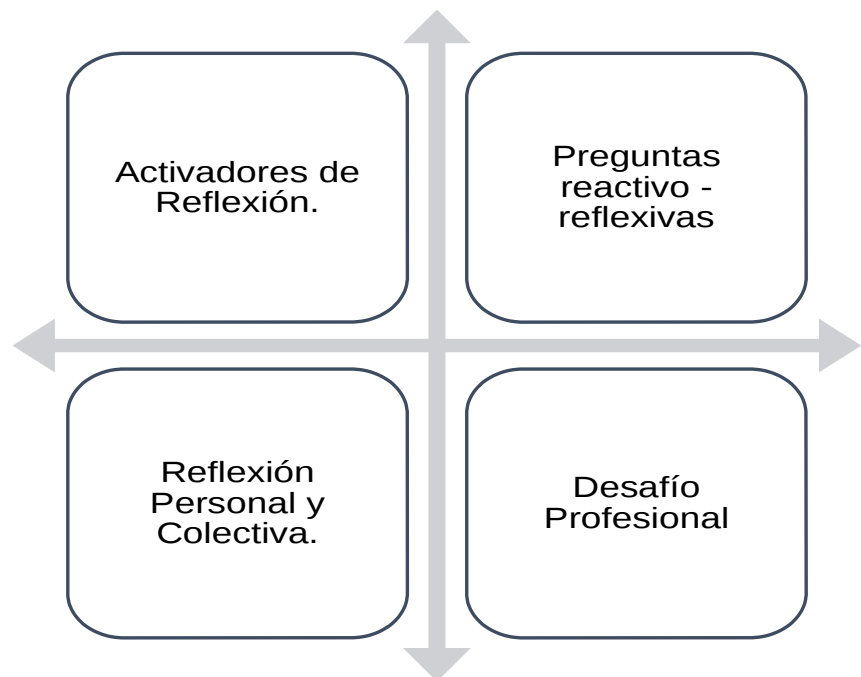 Activadores de
Reflexión.
Preguntas
reactivo -
reflexivas
Reflexión
Personal y
Colectiva.
Desafío
Profesional